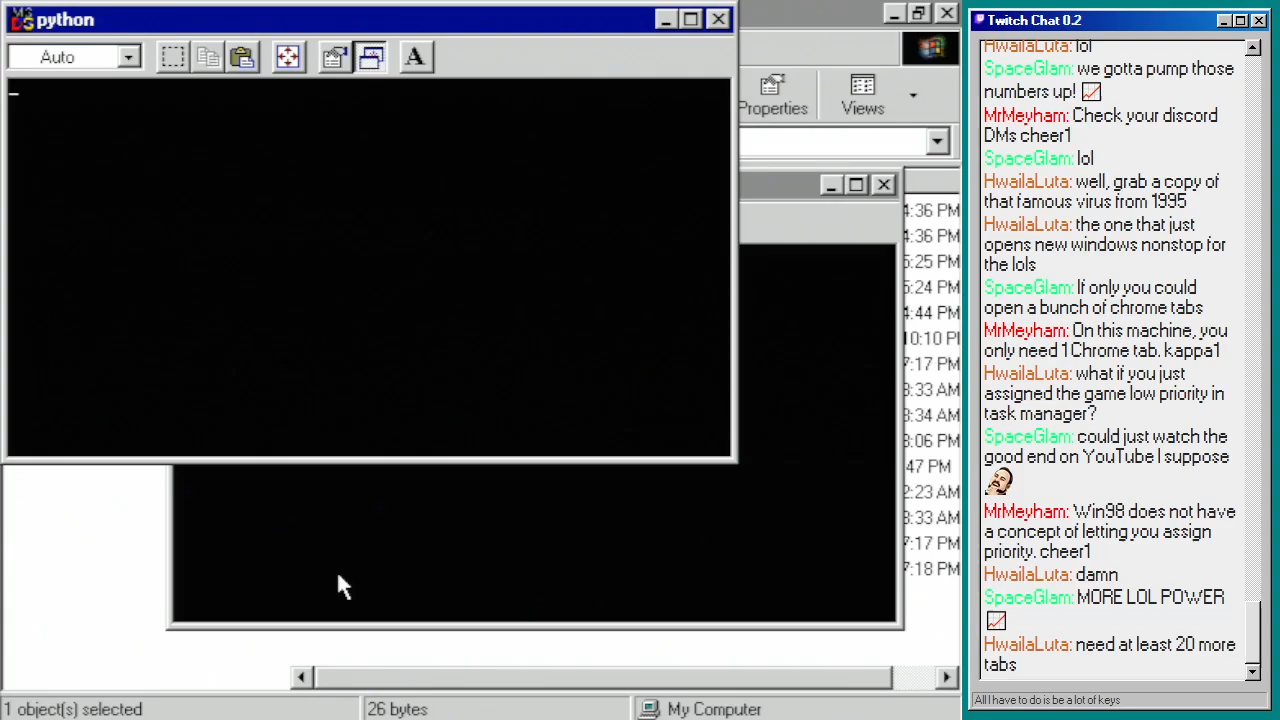 python
Auto
A
Properties
Views
4:36 PM
4:36 PM
5:25 PM
5:24 PM
4:44 PM
10:10 P
7:17 PM
3:33 AM
3:34 AM
3:06 PM
47 PM
2:23 AM
3:33 AM
7:17 PM
7:18 PM
1 object(s) selected
26 bytes
My Computer
Twitch Chat 0.2
HwailaLuta: lol
SpaceGlam: we gotta pump those
numbers up!
MrMeyham: Check your discord
DMs cheer1
SpaceGlam: lol
HwailaLuta: well, grab a copy of
that famous virus from 1995
HwailaLuta: the one that just
opens new windows nonstop for
the lols
SpaceGlam: If only you could
open a bunch of chrome tabs
MrMeyham: On this machine, you
only need 1 Chrome tab. kappa1
HwailaLuta: what if you just
assigned the game low priority in
task manager?
SpaceGlam: could just watch the
good end on YouTube I suppose
MrMeyham: Win98 does not have
a concept of letting you assign
priority. cheer1
HwailaLuta: damn
SpaceGlam: MORE LOL POWER
HwailaLuta: need at least 20 more
tabs
All I have to do is be a lot of keys